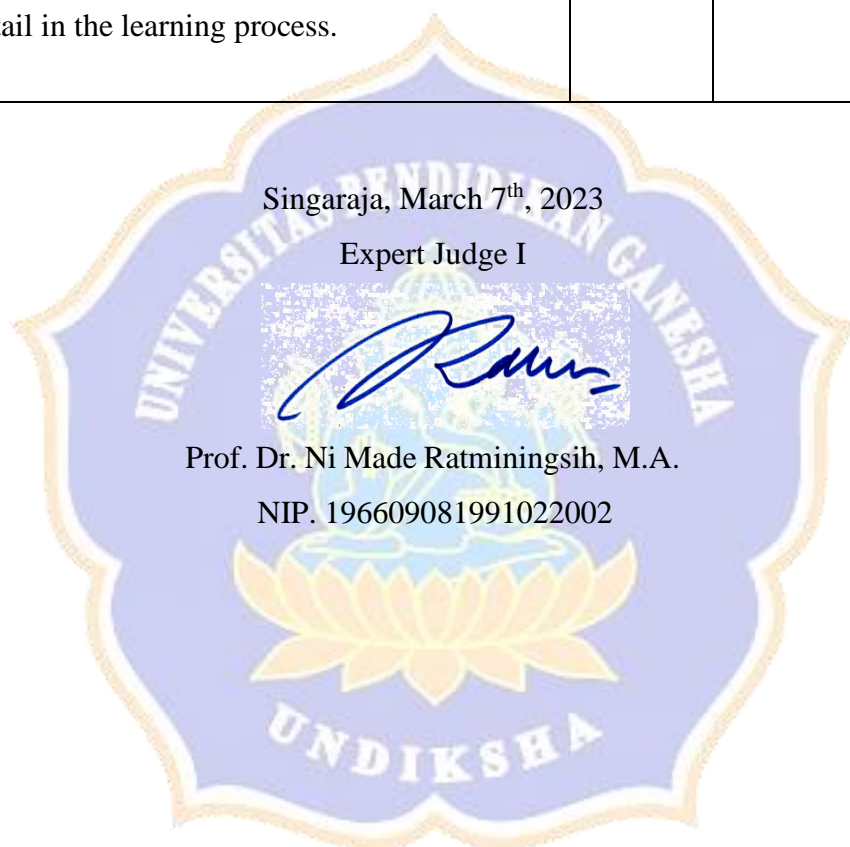 tail in the learning process.
Singaraja, March 7th, 2023
Expert Judge I
Prof. Dr. Ni Made Ratminingsih, M.A.
NIP. 196609081991022002
UNIVERSITAS PENDIDIKAN GANESHA
UNDIKSHA